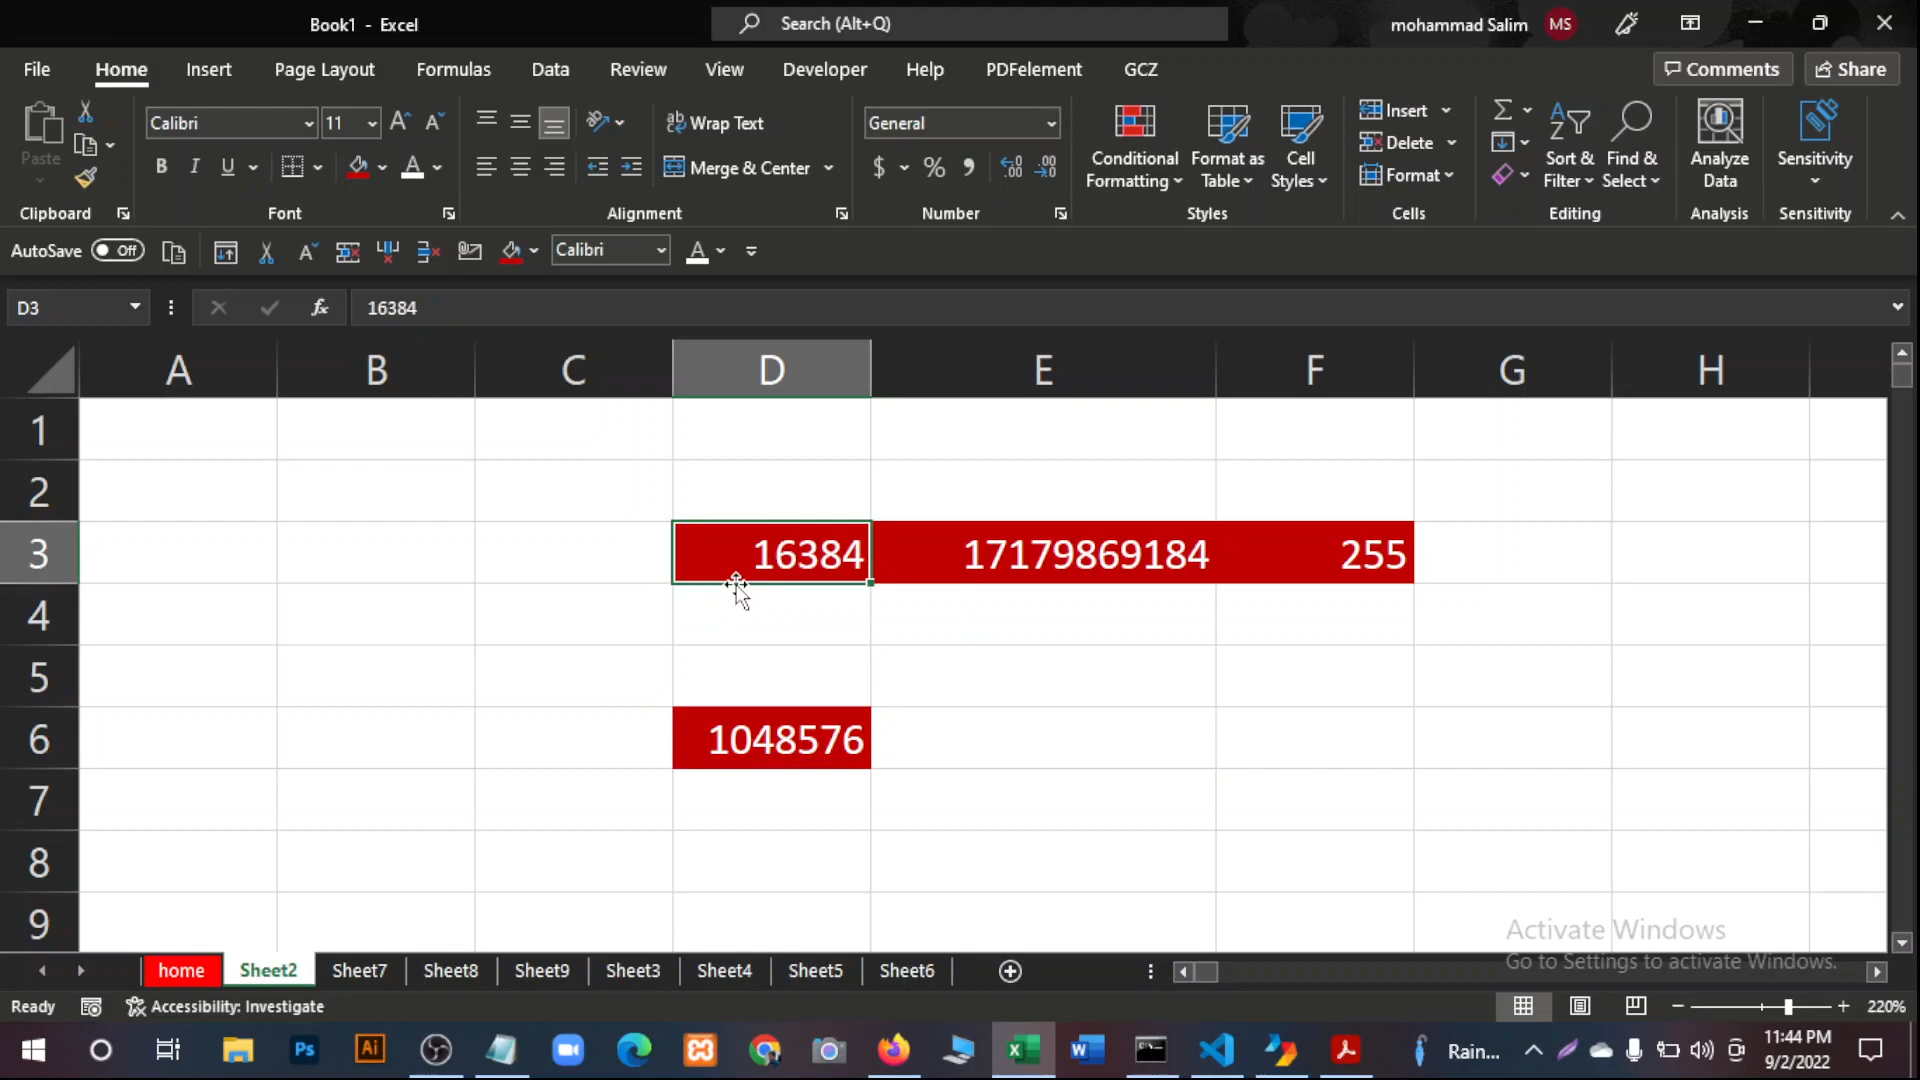 Book1 - Excel
Search (Alt+Q)
mohammad Salim MS
File Home Insert Page Layout Formulas Data Review View Developer Help PDFelement GCZ Comments Share
Paste
Calibri 11
B I U
Wrap Text
Merge & Center
General
$ %
Conditional Formatting
Format as Table
Cell Styles
Insert
Delete
Format
Sort & Filter
Find & Select
Analyze Data
Sensitivity
Clipboard Font Alignment Number Styles Cells Editing Analysis Sensitivity
AutoSave Off Calibri
D3 fx 16384
A B C D E F G H
1
2
3 16384 17179869184 255
4
5
6 1048576
7
8
9
Activate Windows
Go to Settings to activate Windows.
home Sheet2 Sheet7 Sheet8 Sheet9 Sheet3 Sheet4 Sheet5 Sheet6
Ready Accessibility: Investigate 220%
Ps Ai Rain... 11:44 PM
9/2/2022